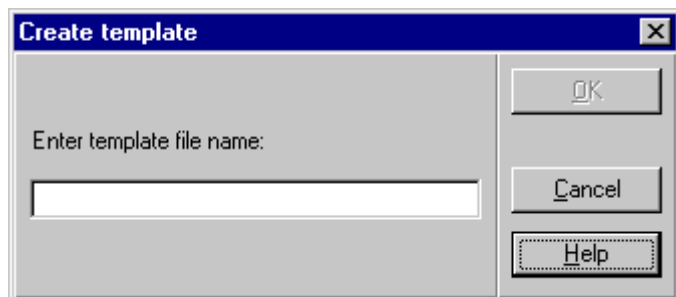 Create template
OK
Enter template file name:
Cancel
Help